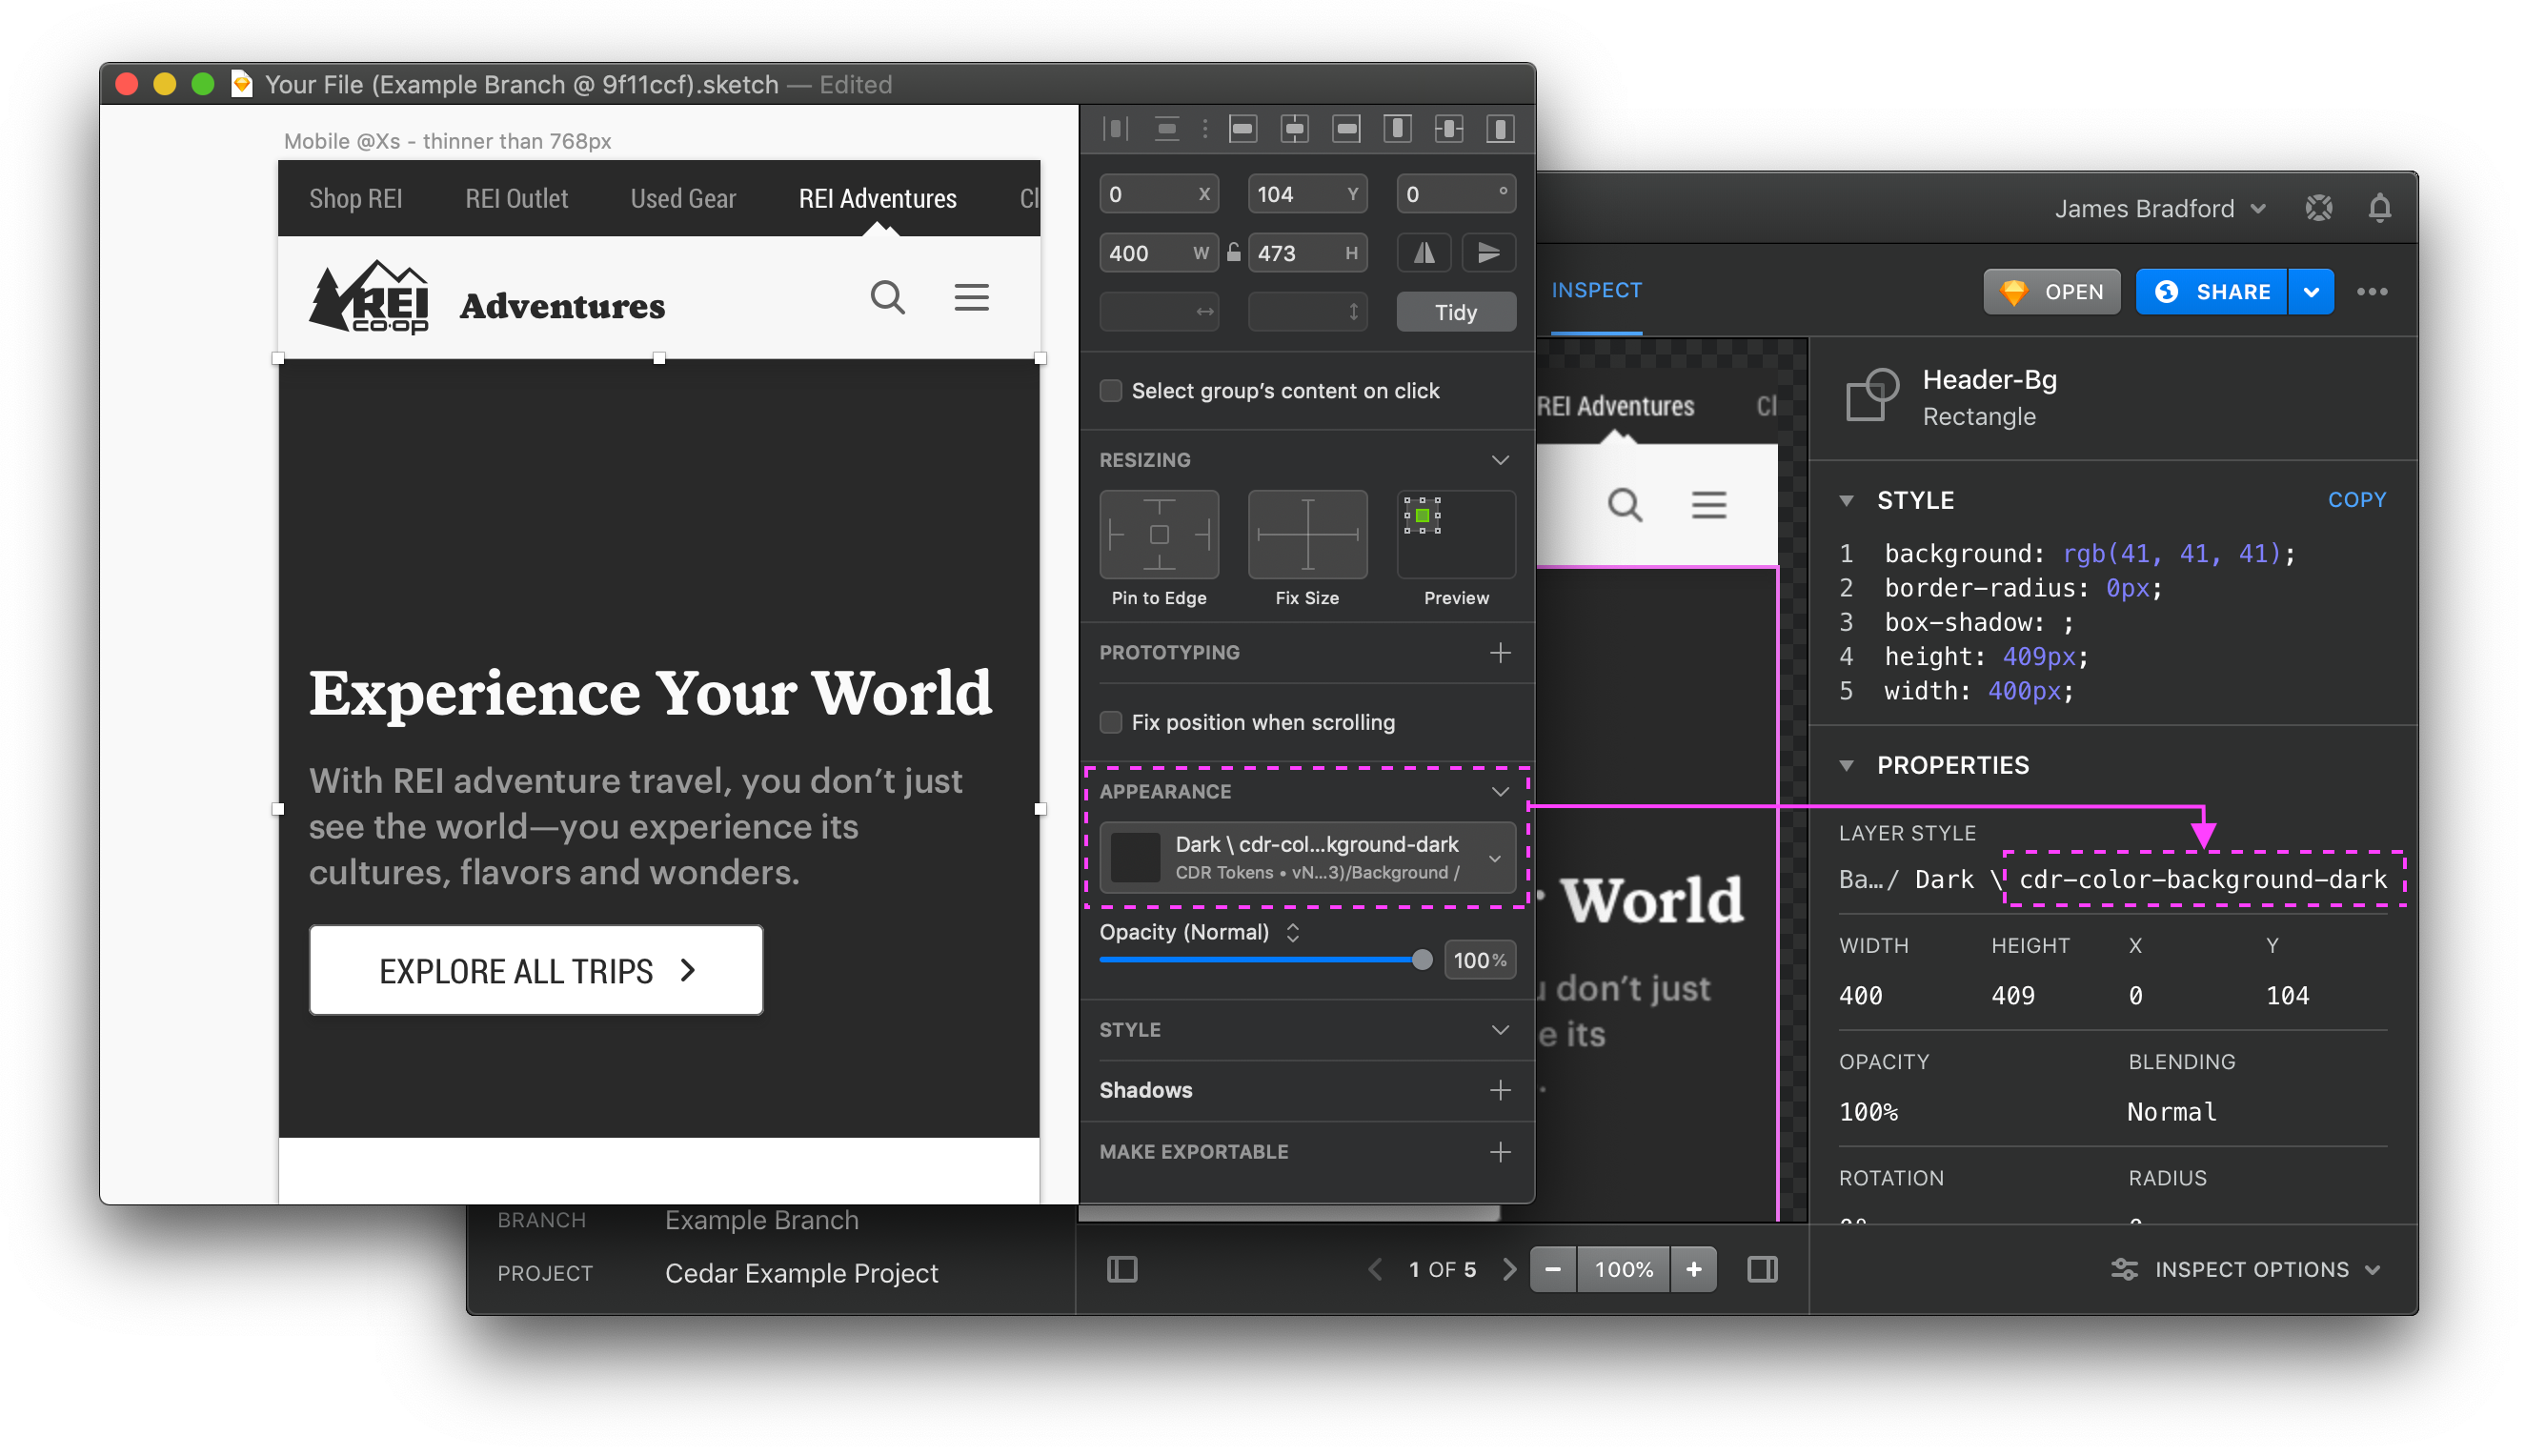 Your File (Example Branch @ 9f11ccf).sketch — Edited
Mobile @Xs - thinner than 768px
Shop REI REI Outlet Used Gear REI Adventures Cl
REI
CO·OP
Adventures
Experience Your World
With REI adventure travel, you don’t just
see the world—you experience its
cultures, flavors and wonders.
EXPLORE ALL TRIPS
0 X 104 Y 0 °
400 W 473 H
Tidy
Select group’s content on click
RESIZING
Pin to Edge Fix Size Preview
PROTOTYPING
Fix position when scrolling
APPEARANCE
Dark \ cdr-col...kground-dark
CDR Tokens • vN...3)/Background /
Opacity (Normal)
100%
STYLE
Shadows
MAKE EXPORTABLE
James Bradford
INSPECT
OPEN
SHARE
REI Adventures Cl
World
don’t just
e its
.
Header-Bg
Rectangle
STYLE COPY
1 background: rgb(41, 41, 41);
2 border-radius: 0px;
3 box-shadow: ;
4 height: 409px;
5 width: 400px;
PROPERTIES
LAYER STYLE
Ba…/ Dark \ cdr-color-background-dark
WIDTH HEIGHT X Y
400 409 0 104
OPACITY BLENDING
100% Normal
ROTATION RADIUS
BRANCH Example Branch
PROJECT Cedar Example Project
1 OF 5
100%
INSPECT OPTIONS